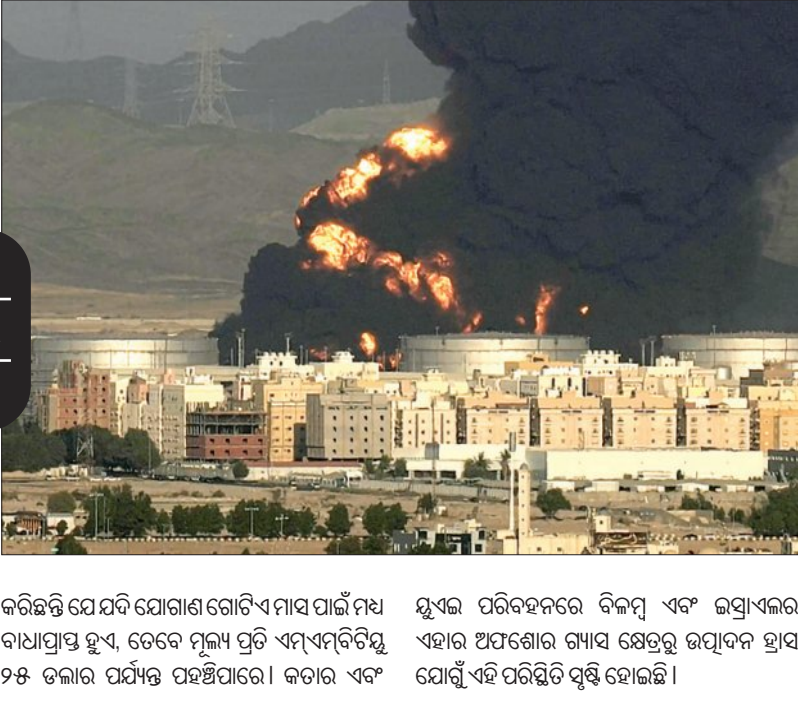 କରିଛନ୍ତି ଯେ ଯଦି ଯୋଗାଣ ଗୋଟିଏ ମାସ ପାଇଁ ମଧ୍ୟ
ବାଧାପ୍ରାପ୍ତ ହୁଏ, ତେବେ ମୂଲ୍ୟ ପ୍ରତି ଏମ୍ଏମ୍‌ବିଟିୟୁ
୨୫ ଡଲାର ପର୍ଯ୍ୟନ୍ତ ପହଞ୍ଚିପାରେ। କତାର ଏବଂ
ୟୁଏଇ ପରିବହନରେ ବିଳମ୍ବ ଏବଂ ଇସ୍ରାଏଲର
ଏହାର ଅଫଶୋର ଗ୍ୟାସ କ୍ଷେତ୍ରରୁ ଉତ୍ପାଦନ ହ୍ରାସ
ଯୋଗୁଁ ଏହି ପରିସ୍ଥିତି ସୃଷ୍ଟି ହୋଇଛି।